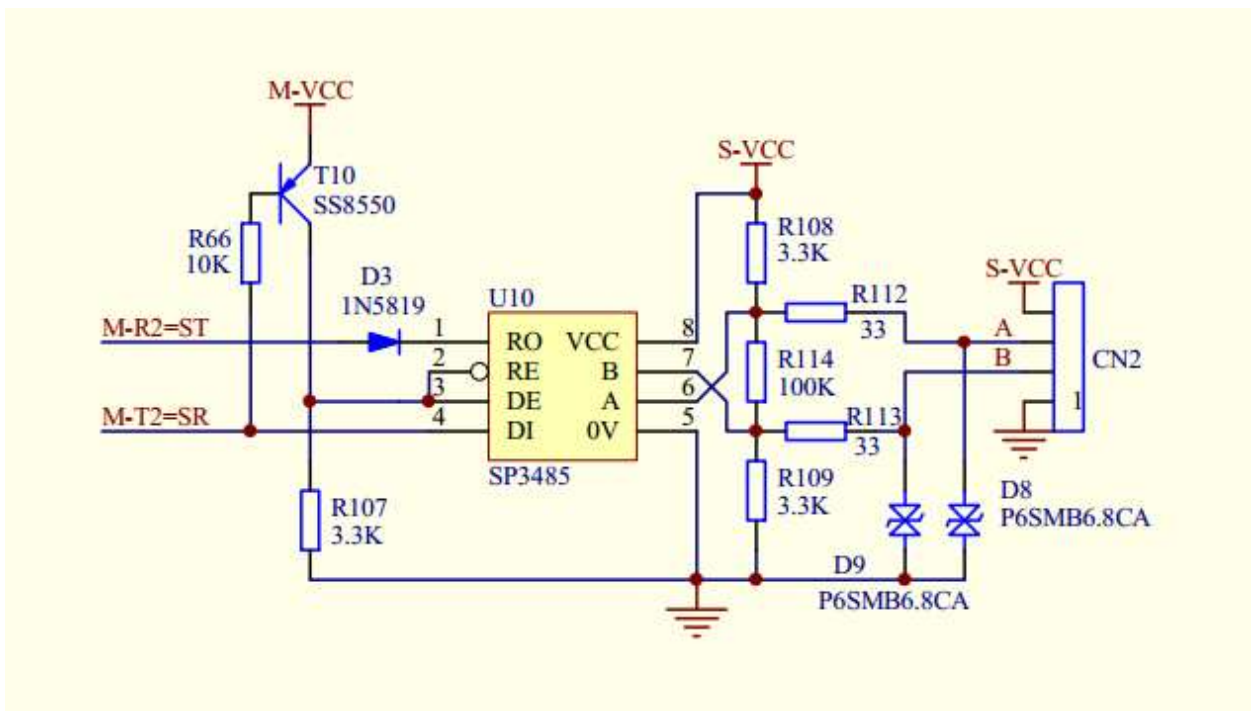 M-VCC
T10
SS8550
R66
10K
D3
1N5819
M-R2=ST
M-T2=SR
R107
3.3K
U10
1
2
3
4
RO
RE
DE
DI
VCC
B
A
0V
8
7
6
5
SP3485
S-VCC
R108
3.3K
R112
33
R114
100K
R113
33
R109
3.3K
S-VCC
A
B
CN2
1
D8
P6SMB6.8CA
D9
P6SMB6.8CA